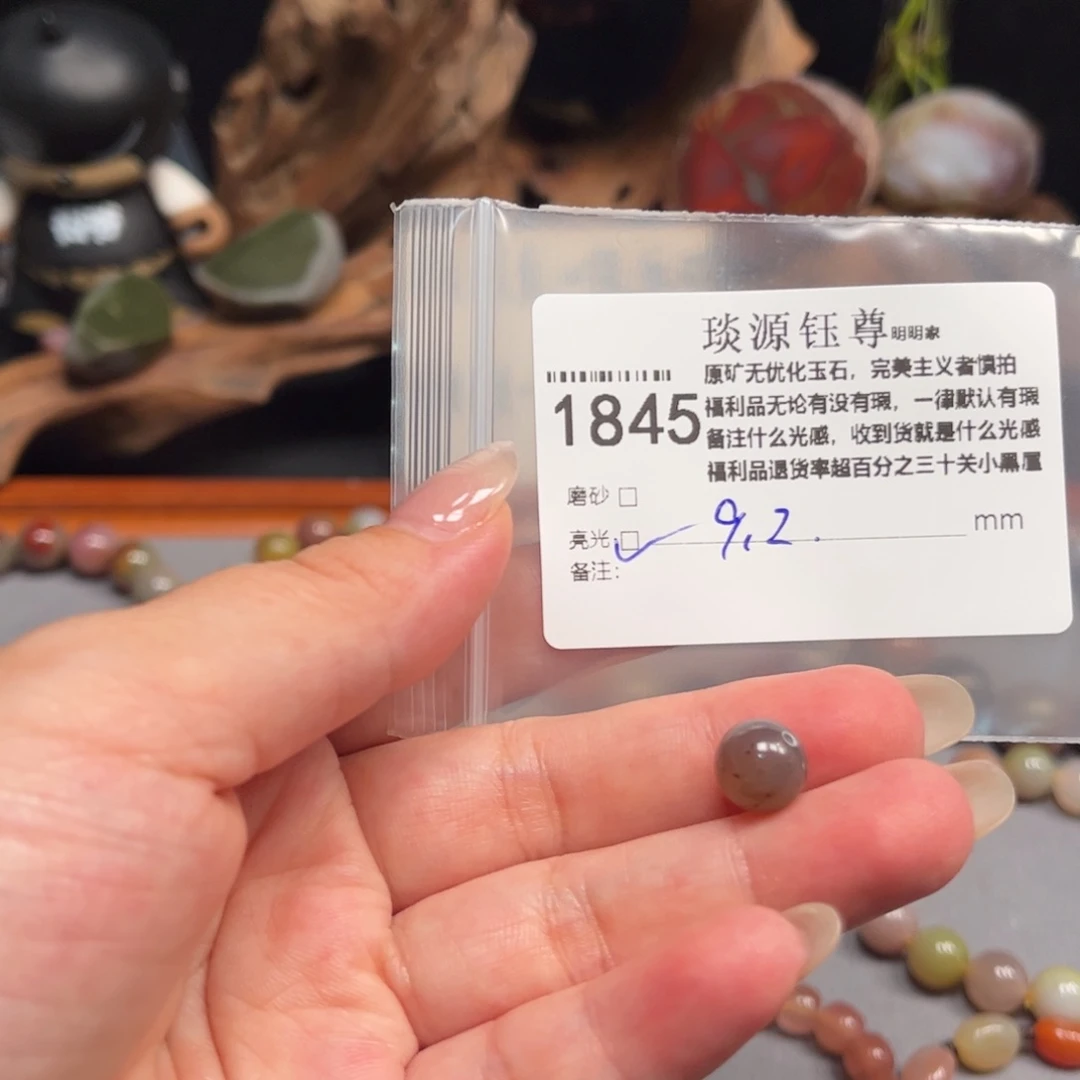 琰源钰尊明明家
原矿无优化玉石，完美主义者慎拍
1845
福利品无论有没有瑕，一律默认有瑕
备注什么光感，收到货就是什么光感
福利品退货率超百分之三十关小黑屋
磨砂 □
亮光:□ ✓ 9,2. mm
备注: